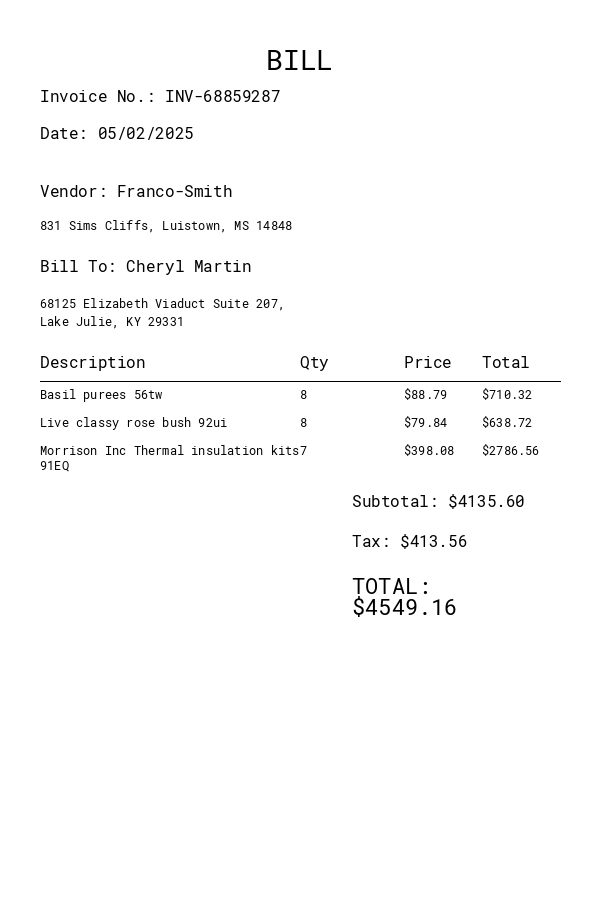 BILL
Invoice No.: INV-68859287
Date: 05/02/2025
Vendor: Franco-Smith
831 Sims Cliffs, Luistown, MS 14848
Bill To: Cheryl Martin
68125 Elizabeth Viaduct Suite 207,
Lake Julie, KY 29331
Description Qty Price Total
Basil purees 56tw 8 $88.79 $710.32
Live classy rose bush 92ui 8 $79.84 $638.72
Morrison Inc Thermal insulation kits 7 $398.08 $2786.56
91EQ
Subtotal: $4135.60
Tax: $413.56
TOTAL:
$4549.16